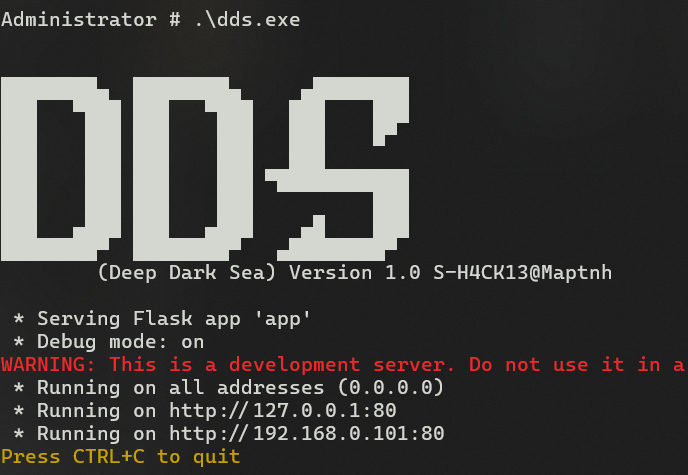 Administrator # .\dds.exe
DDS
(Deep Dark Sea) Version 1.0 S-H4CK13@Maptnh
* Serving Flask app 'app'
* Debug mode: on
WARNING: This is a development server. Do not use it in a
* Running on all addresses (0.0.0.0)
* Running on http://127.0.0.1:80
* Running on http://192.168.0.101:80
Press CTRL+C to quit